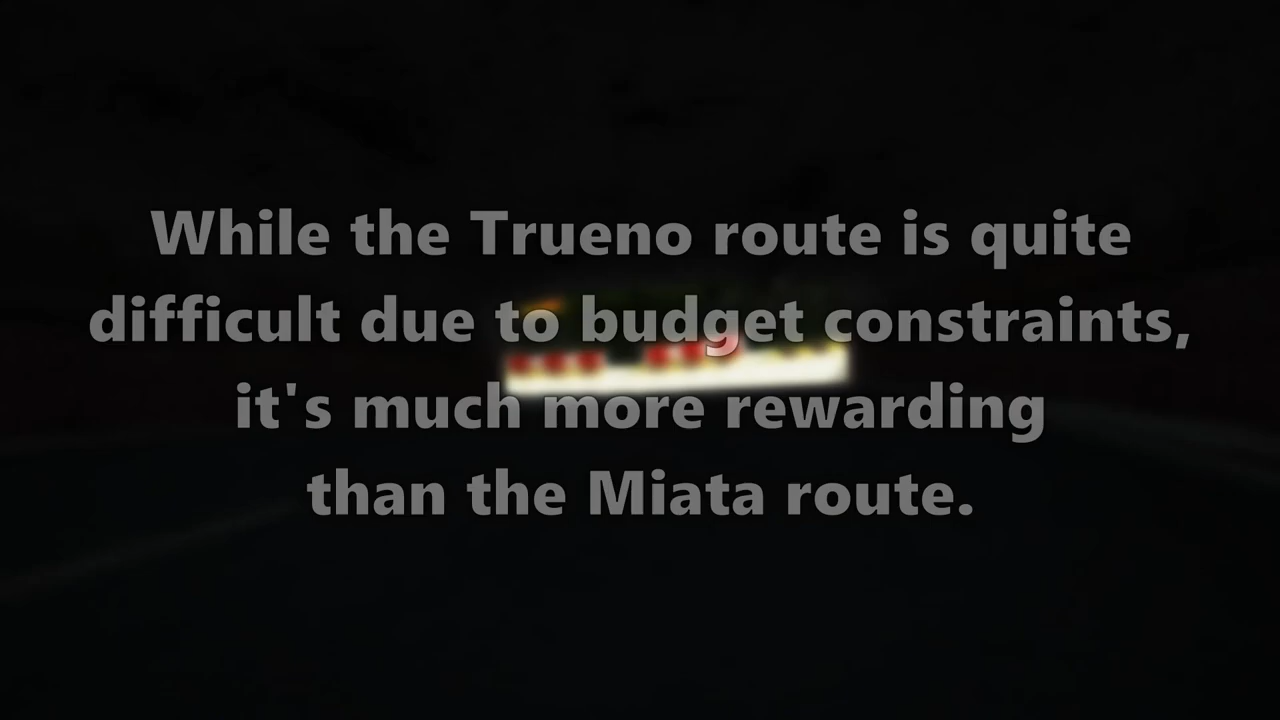 While the Trueno route is quite
difficult due to budget constraints,
it's much more rewarding
than the Miata route.